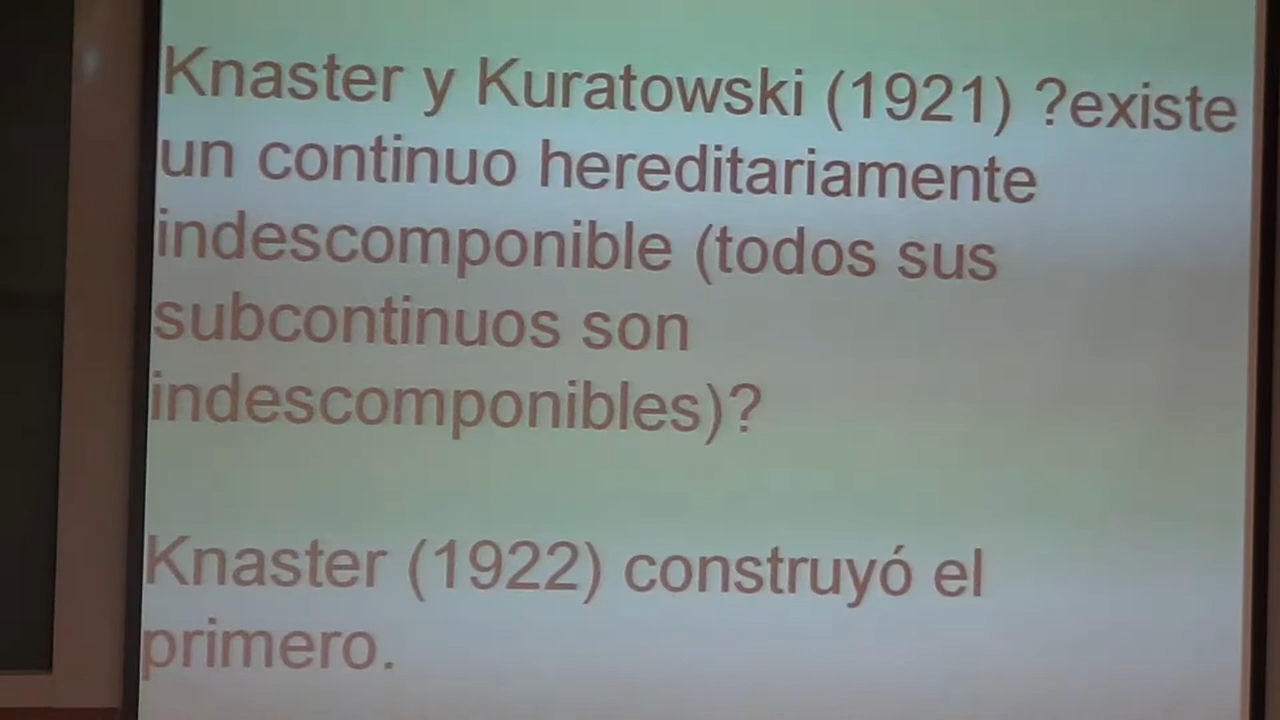 Knaster y Kuratowski (1921) ?existe
un continuo hereditariamente
indescomponible (todos sus
subcontinuos son
indescomponibles)?
Knaster (1922) construyó el
primero.